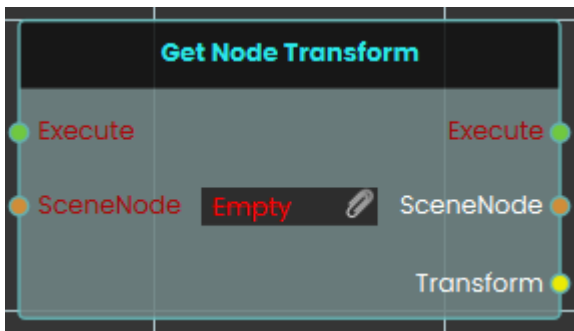 Get Node Transform
Execute Execute
SceneNode Empty SceneNode
Transform